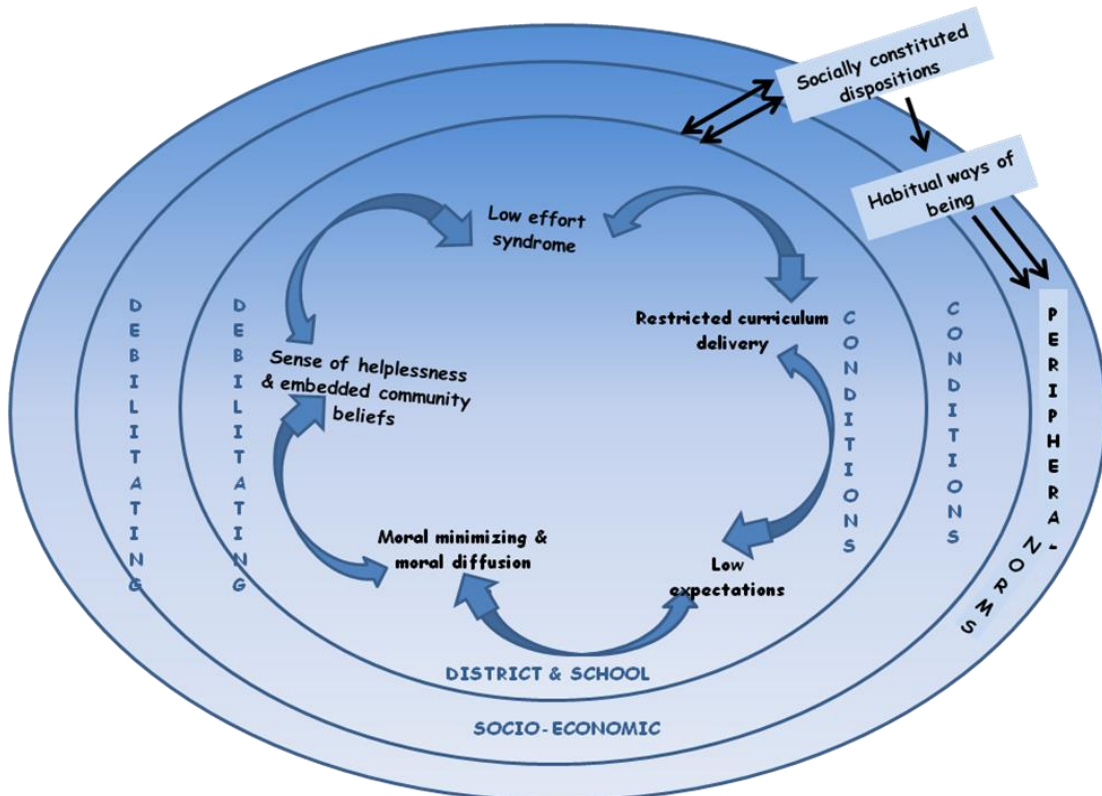 Socially constituted
dispositions
Habitual ways of
being
Low effort
syndrome
Restricted curriculum
delivery
Sense of helplessness
& embedded community
beliefs
Moral minimizing &
moral diffusion
Low
expectations
DEBILITATING
DEBILITATING
CONDITIONS
CONDITIONS
PERIPHERAL
NORMS
DISTRICT & SCHOOL
SOCIO-ECONOMIC